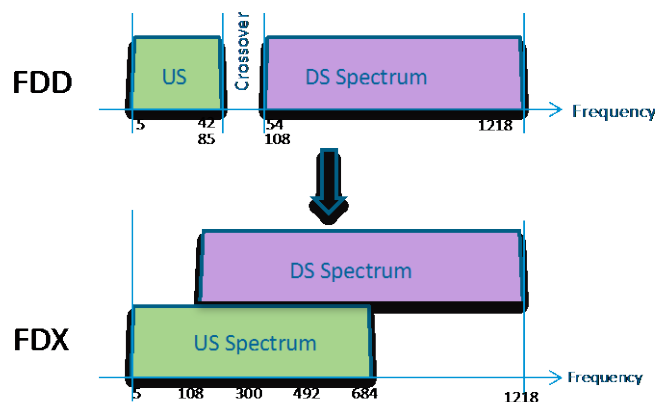 FDD
US
Crossover
DS Spectrum
Frequency
5
42
85
54
108
1218
FDX
DS Spectrum
US Spectrum
Frequency
5 108 300 492 684 1218